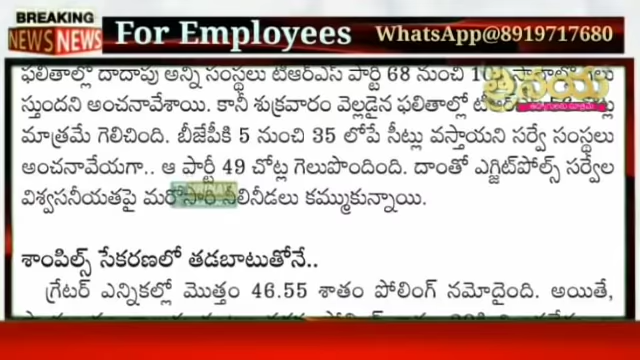 BREAKING
NEWS NEWS
For Employees
WhatsApp@8919717680
ఫలితాల్లో దాదాపు అన్ని సంస్థలు టీఆర్ఎస్ పార్టీ 68 నుంచి
త్రినయ
స్తుందని అంచనావేశాయి. కానీ శుక్రవారం వెల్లడైన ఫలితాల్లో
మాత్రమే గెలిచింది. బీజేపీకి 5 నుంచి 35 లోపే సీట్లు వస్తాయని సర్వే సంస్థలు
అంచనావేయగా.. ఆ పార్టీ 49 చోట్ల గెలుపొందింది. దాంతో ఎగ్జిట్‌పోల్స్ సర్వేల
విశ్వసనీయతపై మరోసారి నీలినీడలు కమ్ముకున్నాయి.
శాంపిల్స్ సేకరణలో తడబాటుతోనే..
గ్రేటర్ ఎన్నికల్లో మొత్తం 46.55 శాతం పోలింగ్ నమోదైంది. అయితే,